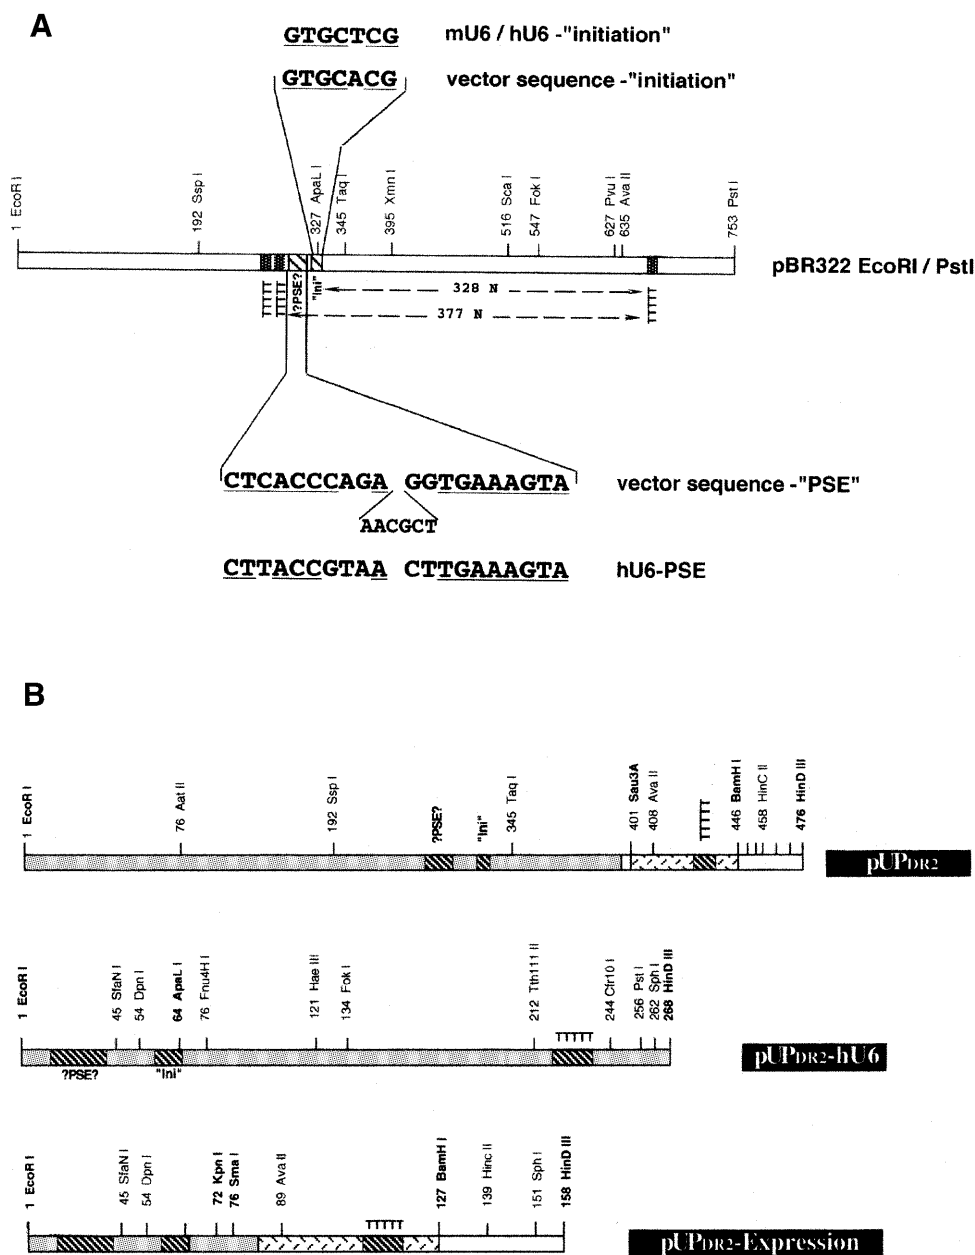 A
GTGCTCG mU6 / hU6 -"initiation"
GTGCACG vector sequence -"initiation"
1 EcoR I
192 Ssp I
327 ApaL I
345 Taq I
395 Xmn I
516 Sca I
547 Fok I
627 Pvu I
635 Ava II
753 Pst I
pBR322 EcoRI / PstI
TTTT
TTTT
?PSE?
"Ini"
328 N
377 N
TTTT
CTCACCCAGA GGTGAAAGTA vector sequence -"PSE"
AACGCT
CTTACCGTAA CTTGAAAGTA hU6-PSE
B
1 EcoR I
76 Aat II
192 Ssp I
?PSE?
"Ini"
345 Taq I
401 Sau3A
408 Ava II
TTTTT
446 BamH I
458 HinC II
476 HinD III
pUPDR2
1 EcoR I
45 SfaN I
54 Dpn I
64 ApaL I
76 Fnu4H I
121 Hae III
134 Fok I
212 Tth111 II
TTTTT
244 Cfr10 I
256 Pst I
262 Sph I
268 HinD III
?PSE?
"Ini"
pUPDR2-hU6
1 EcoR I
45 SfaN I
54 Dpn I
72 Kpn I
76 Sma I
89 Ava II
TTTTT
127 BamH I
139 Hinc II
151 Sph I
158 HinD III
pUPDR2-Expression